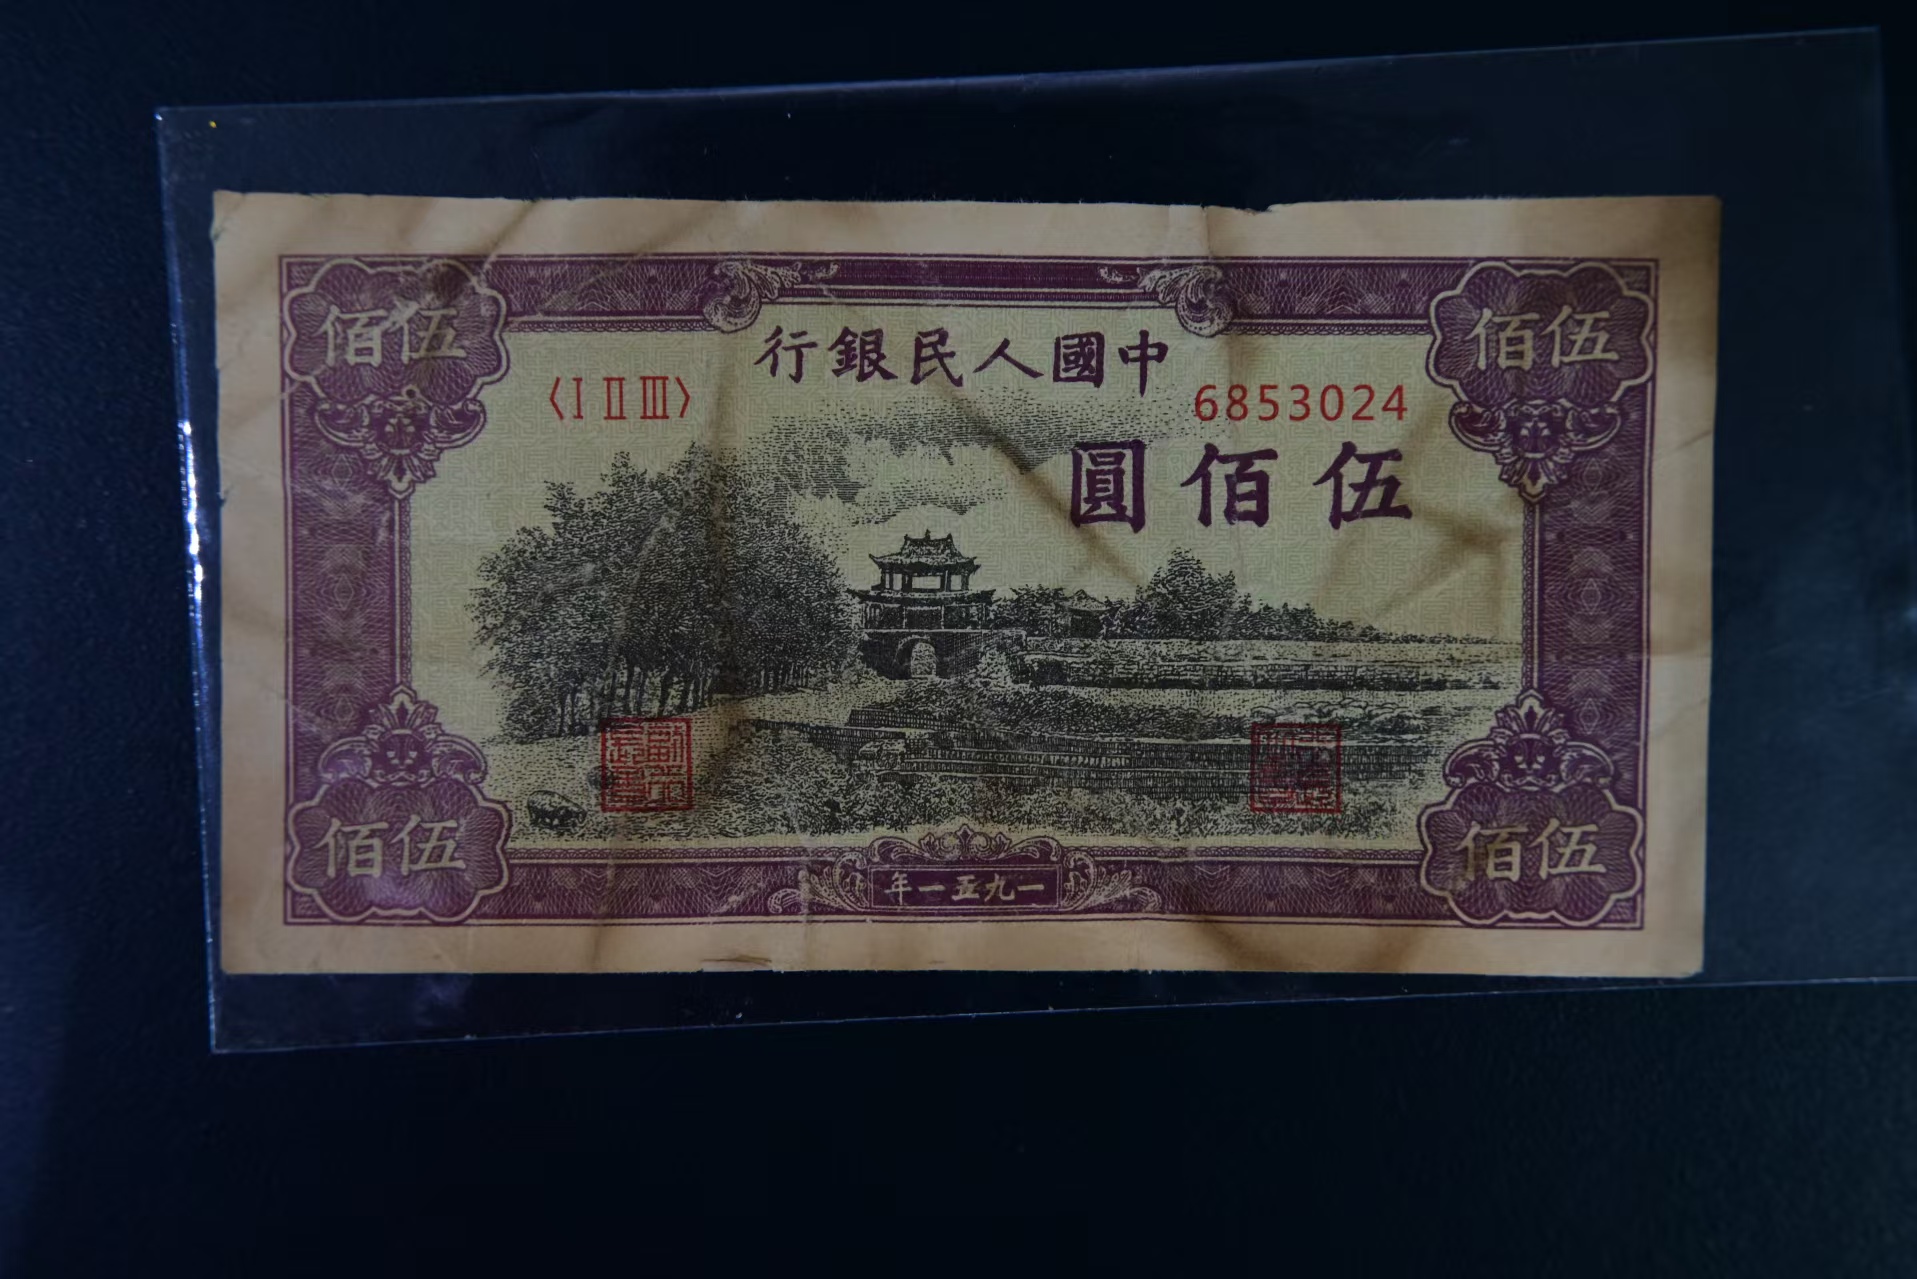 中國人民銀行
〈Ⅰ Ⅱ Ⅲ〉
6853024
伍佰圓
伍佰
伍佰
伍佰
伍佰
一九五一年